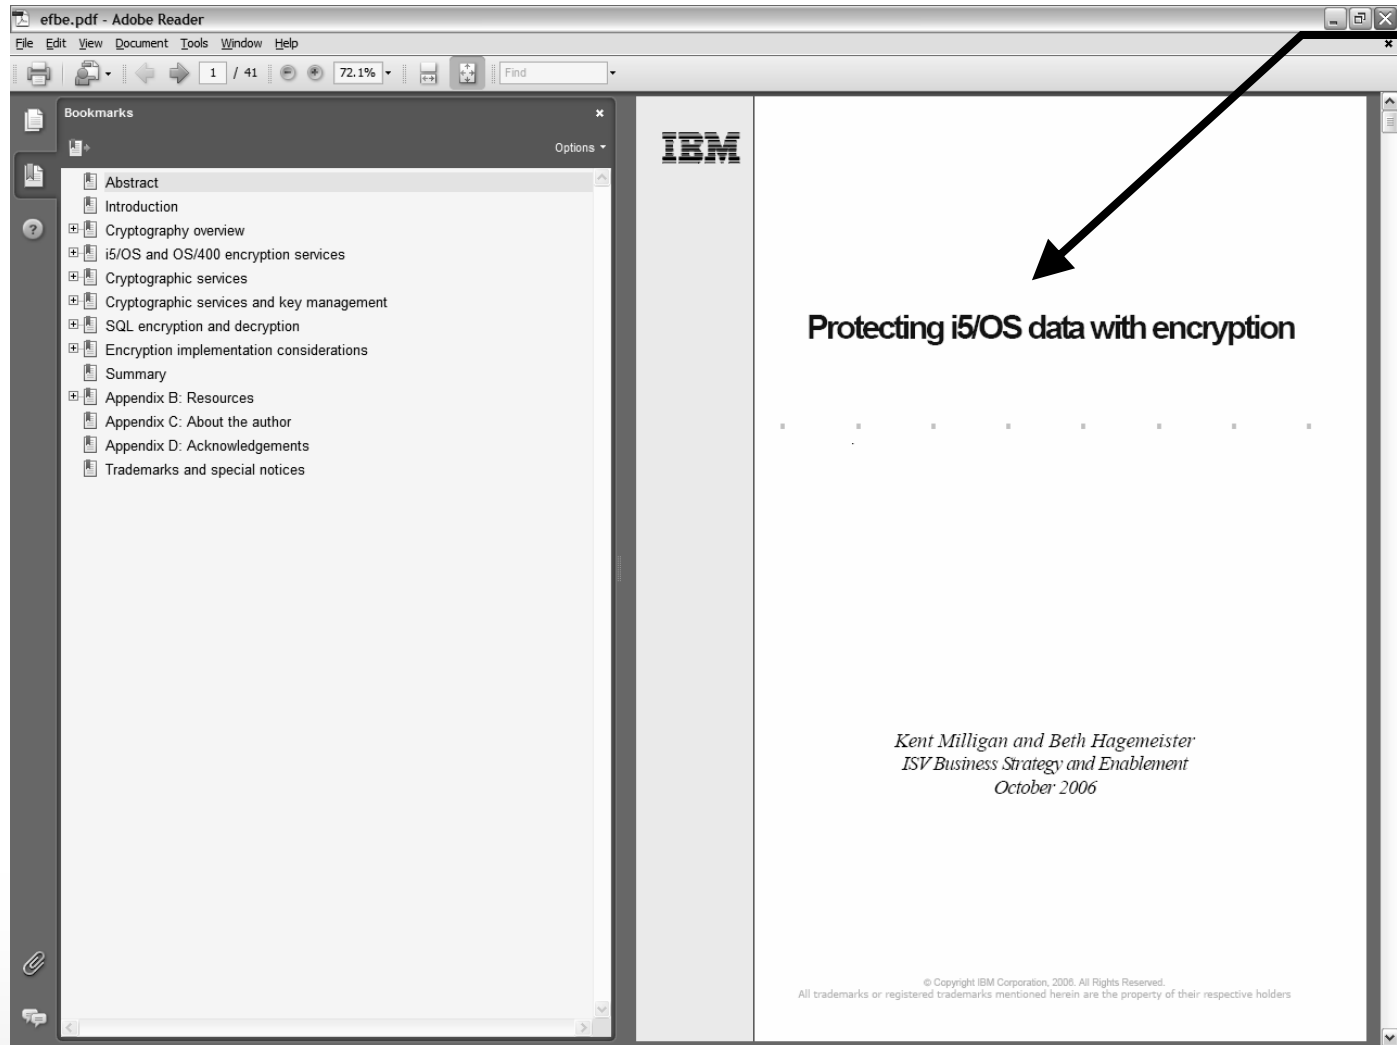 efbe.pdf - Adobe Reader
File Edit View Document Tools Window Help
1 / 41 72.1% Find
Bookmarks
Options
Abstract
Introduction
Cryptography overview
i5/OS and OS/400 encryption services
Cryptographic services
Cryptographic services and key management
SQL encryption and decryption
Encryption implementation considerations
Summary
Appendix B: Resources
Appendix C: About the author
Appendix D: Acknowledgements
Trademarks and special notices
IBM
Protecting i5/OS data with encryption
Kent Milligan and Beth Hagemeister
ISV Business Strategy and Enablement
October 2006
© Copyright IBM Corporation, 2006. All Rights Reserved.
All trademarks or registered trademarks mentioned herein are the property of their respective holders